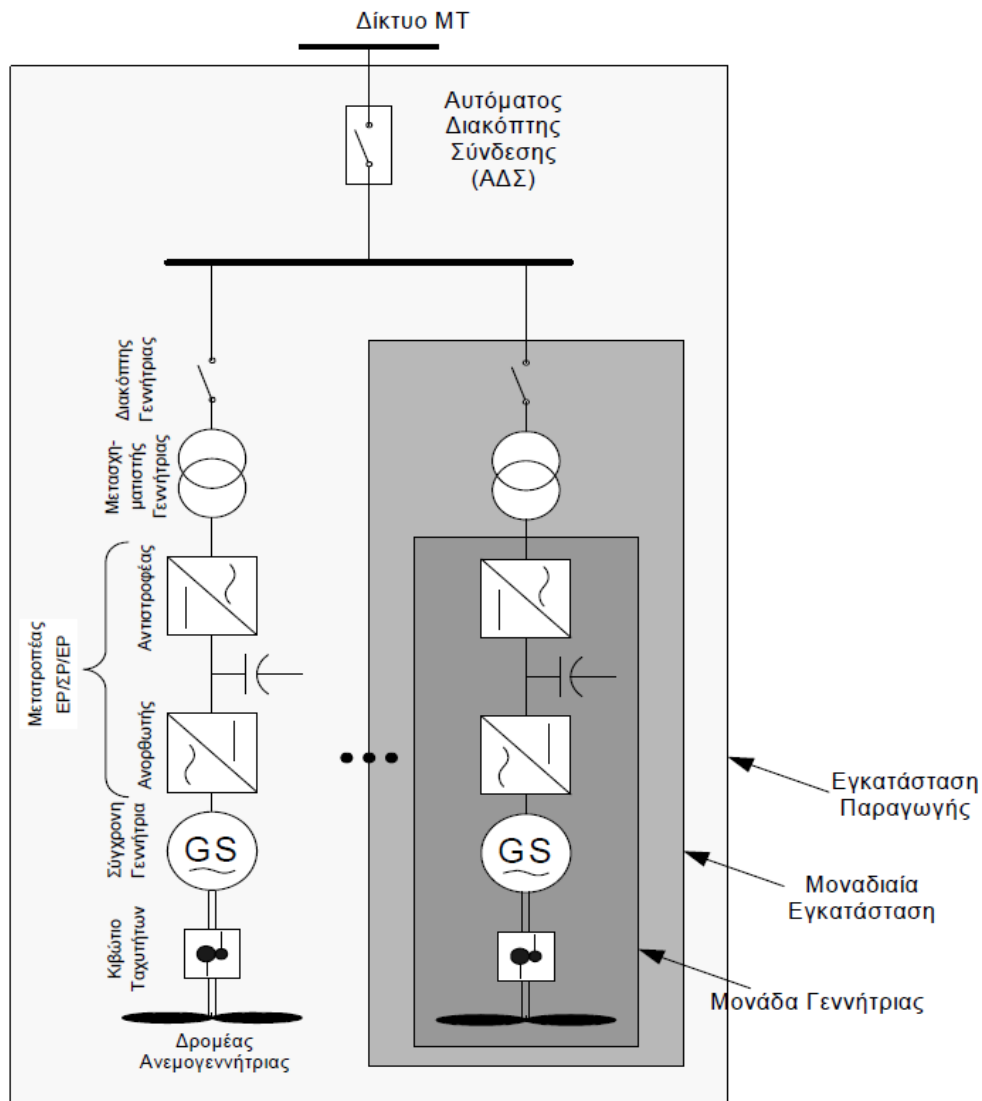 Δίκτυο ΜΤ
Αυτόματος
Διακόπτης
Σύνδεσης
(ΑΔΣ)
Διακόπτης
Γεννήτριας
Μετασχη-
ματιστής
Γεννήτριας
Αντιστροφέας
Μετατροπέας
ΕΡ/ΣΡ/ΕΡ
Ανορθωτής
Σύγχρονη
Γεννήτρια
GS
GS
Κιβώτιο
Ταχυτήτων
Δρομέας
Ανεμογεννήτριας
Εγκατάσταση
Παραγωγής
Μοναδιαία
Εγκατάσταση
Μονάδα Γεννήτριας